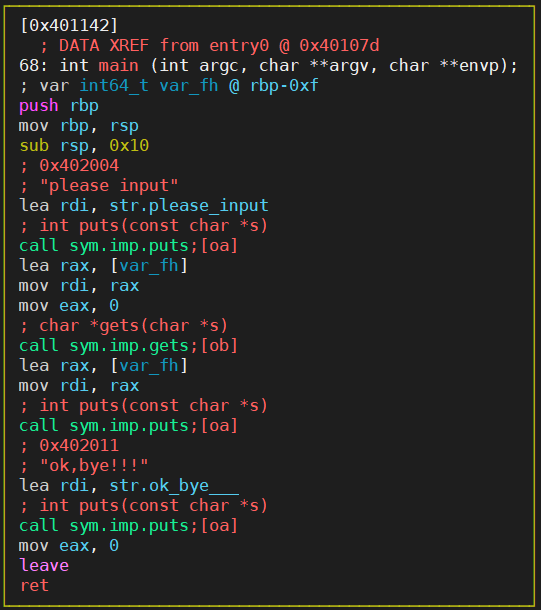 [0x401142]
; DATA XREF from entry0 @ 0x40107d
68: int main (int argc, char **argv, char **envp);
; var int64_t var_fh @ rbp-0xf
push rbp
mov rbp, rsp
sub rsp, 0x10
; 0x402004
; "please input"
lea rdi, str.please_input
; int puts(const char *s)
call sym.imp.puts;[oa]
lea rax, [var_fh]
mov rdi, rax
mov eax, 0
; char *gets(char *s)
call sym.imp.gets;[ob]
lea rax, [var_fh]
mov rdi, rax
; int puts(const char *s)
call sym.imp.puts;[oa]
; 0x402011
; "ok,bye!!!"
lea rdi, str.ok_bye___
; int puts(const char *s)
call sym.imp.puts;[oa]
mov eax, 0
leave
ret